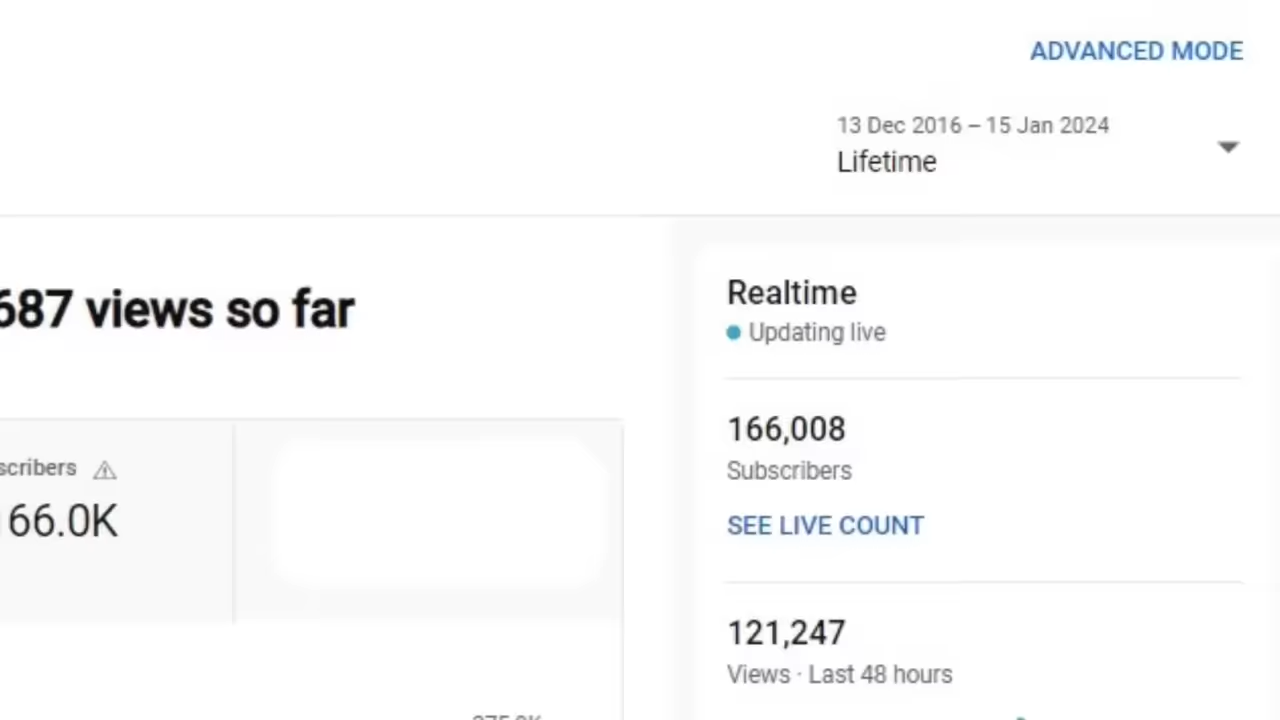 ADVANCED MODE
13 Dec 2016 – 15 Jan 2024
Lifetime
687 views so far
Realtime
Updating live
166,008
Subscribers
SEE LIVE COUNT
121,247
Views · Last 48 hours
scribers
66.0K